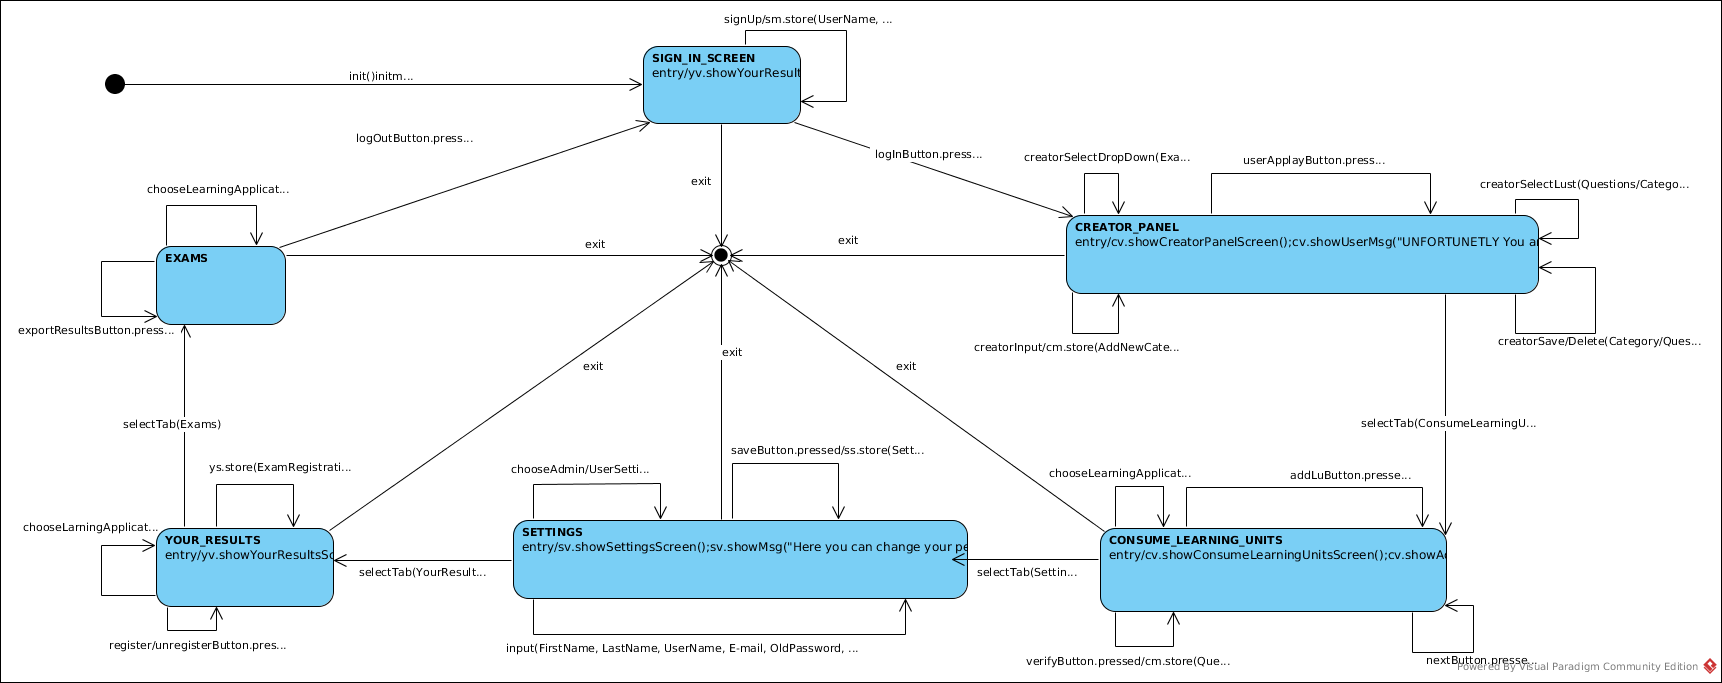 signUp/sm.store(UserName, ...
SIGN_IN_SCREEN
entry/yv.showYourResult
init()initm...
logOutButton.press...
logInButton.press...
creatorSelectDropDown(Exa...
userApplayButton.press...
creatorSelectLust(Questions/Catego...
chooseLearningApplicat...
exit
CREATOR_PANEL
entry/cv.showCreatorPanelScreen();cv.showUserMsg("UNFORTUNETLY You ar
exit
exit
EXAMS
exportResultsButton.press...
creatorInput/cm.store(AddNewCate...
creatorSave/Delete(Category/Ques...
exit
exit
exit
selectTab(Exams)
selectTab(ConsumeLearningU...
ys.store(ExamRegistrati...
chooseAdmin/UserSetti...
saveButton.pressed/ss.store(Sett...
chooseLearningApplicat...
addLuButton.presse...
chooseLarningApplicat...
YOUR_RESULTS
entry/yv.showYourResultsSc
SETTINGS
entry/sv.showSettingsScreen();sv.showMsg("Here you can change your pe
CONSUME_LEARNING_UNITS
entry/cv.showConsumeLearningUnitsScreen();cv.showA
selectTab(YourResult...
selectTab(Settin...
register/unregisterButton.pres...
input(FirstName, LastName, UserName, E-mail, OldPassword, ...
verifyButton.pressed/cm.store(Que...
nextButton.presse...
Powered By Visual Paradigm Community Edition